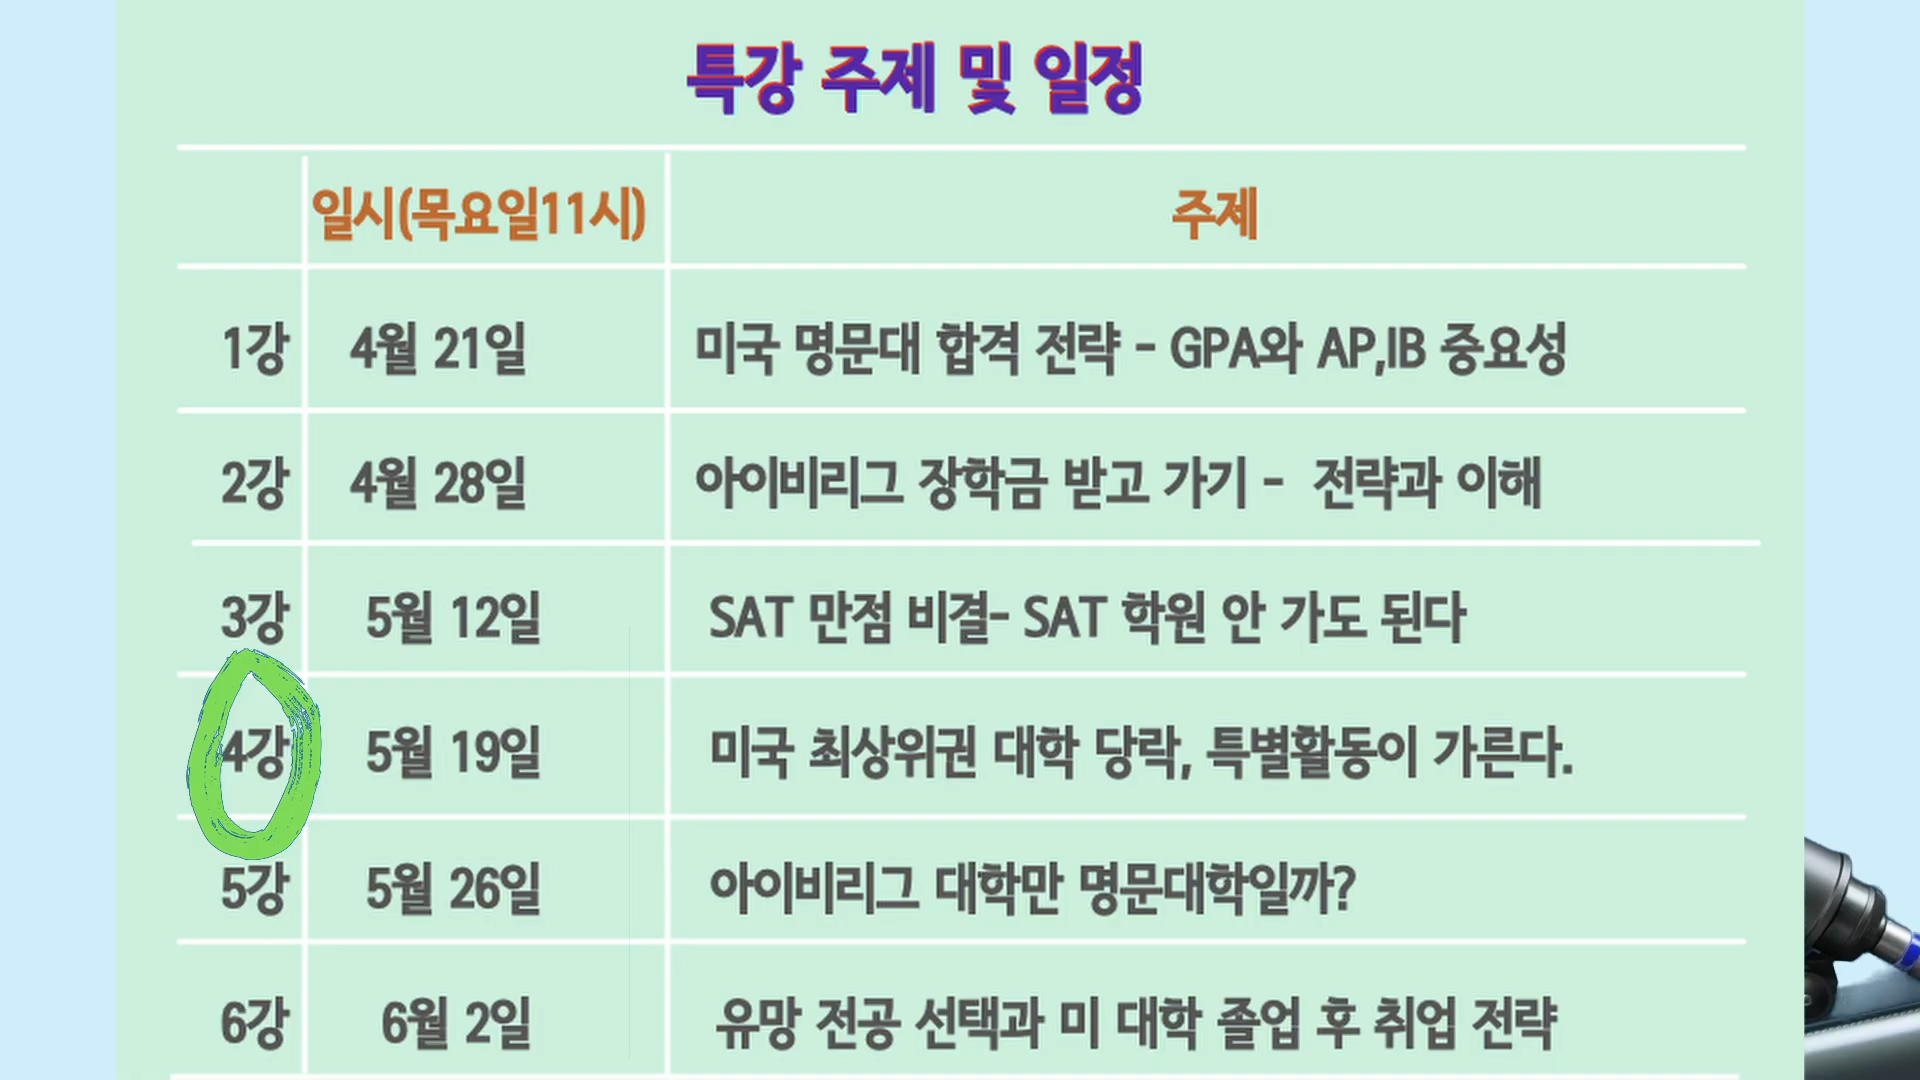 특강 주제 및 일정
일시(목요일11시) 주제
1강 4월 21일 미국 명문대 합격 전략 - GPA와 AP,IB 중요성
2강 4월 28일 아이비리그 장학금 받고 가기 - 전략과 이해
3강 5월 12일 SAT 만점 비결- SAT 학원 안 가도 된다
4강 5월 19일 미국 최상위권 대학 당락, 특별활동이 가른다.
5강 5월 26일 아이비리그 대학만 명문대학일까?
6강 6월 2일 유망 전공 선택과 미 대학 졸업 후 취업 전략